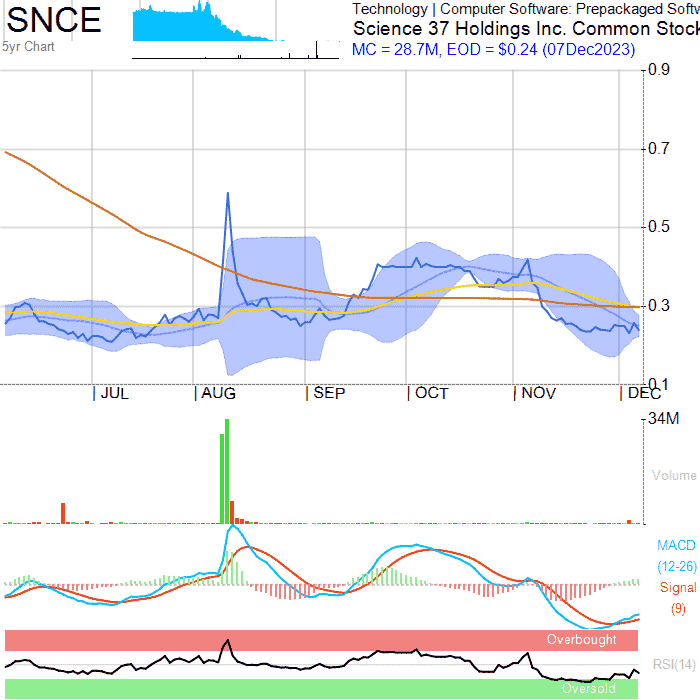 SNCE
5yr Chart
Technology | Computer Software: Prepackaged Softw
Science 37 Holdings Inc. Common Stock
MC = 28.7M, EOD = $0.24 (07Dec2023)
0.9
0.7
0.5
0.3
0.1
JUL
AUG
SEP
OCT
NOV
DEC
34M
Volume
MACD
(12-26)
Signal
(9)
Overbought
RSI(14)
Oversold